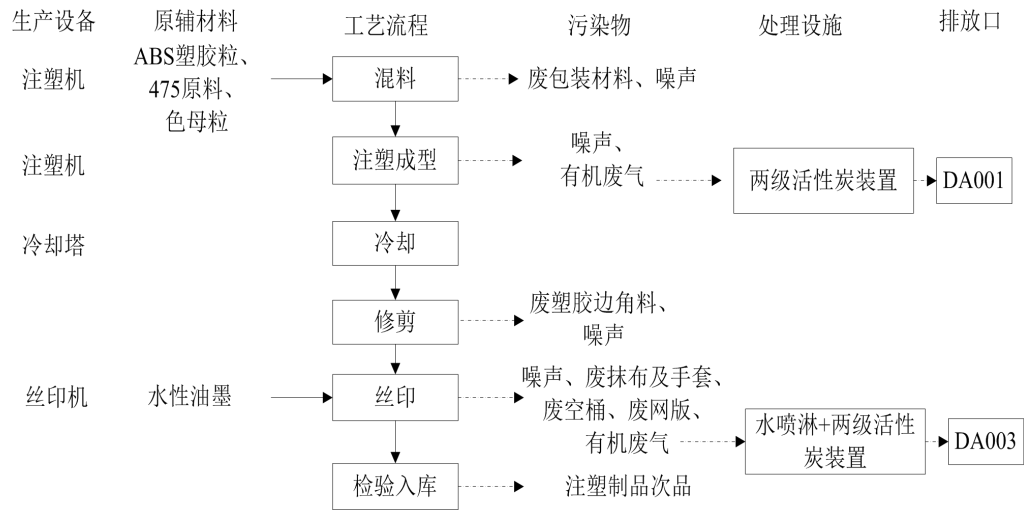 生产设备 原辅材料 工艺流程 污染物 处理设施 排放口
ABS塑胶粒、
475原料、
色母粒
注塑机
混料
废包装材料、噪声
注塑机
注塑成型
噪声、
有机废气
两级活性炭装置
DA001
冷却塔
冷却
修剪
废塑胶边角料、
噪声
丝印机
水性油墨
丝印
噪声、废抹布及手套、
废空桶、废网版、
有机废气
水喷淋+两级活性
炭装置
DA003
检验入库
注塑制品次品